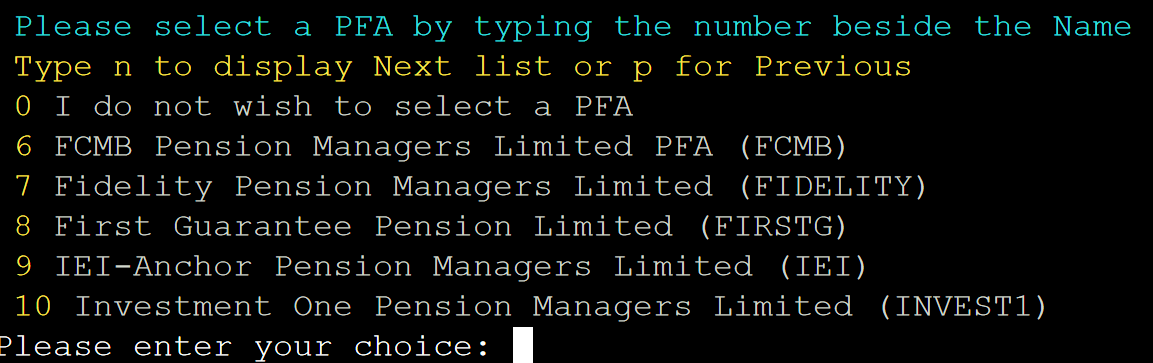 Please select a PFA by typing the number beside the Name
Type n to display Next list or p for Previous
0 I do not wish to select a PFA
6 FCMB Pension Managers Limited PFA (FCMB)
7 Fidelity Pension Managers Limited (FIDELITY)
8 First Guarantee Pension Limited (FIRSTG)
9 IEI-Anchor Pension Managers Limited (IEI)
10 Investment One Pension Managers Limited (INVEST1)
Please enter your choice: